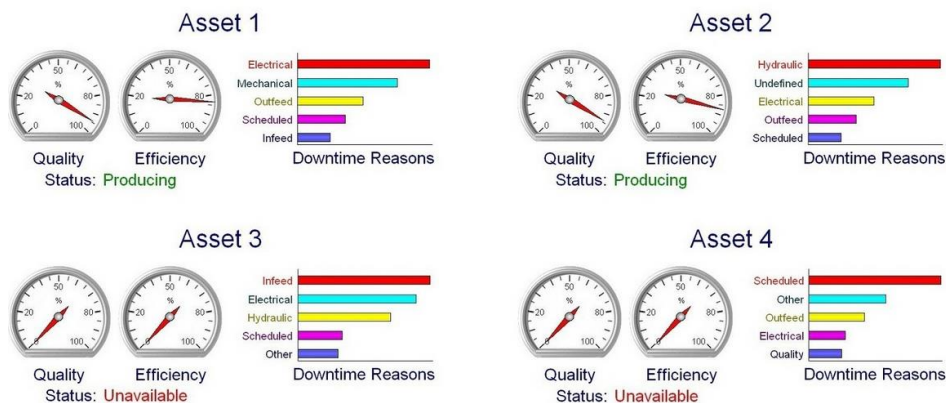 Asset 1
50
%
20
80
0
100
Quality
50
%
20
80
0
100
Efficiency
Status: Producing
Electrical
Mechanical
Outfeed
Scheduled
Infeed
Downtime Reasons
Asset 2
50
%
20
80
0
100
Quality
50
%
20
80
0
100
Efficiency
Status: Producing
Hydraulic
Undefined
Electrical
Outfeed
Scheduled
Downtime Reasons
Asset 3
50
%
20
80
0
100
Quality
50
%
20
80
0
100
Efficiency
Status: Unavailable
Infeed
Electrical
Hydraulic
Scheduled
Other
Downtime Reasons
Asset 4
50
%
20
80
0
100
Quality
50
%
20
80
0
100
Efficiency
Status: Unavailable
Scheduled
Other
Outfeed
Electrical
Quality
Downtime Reasons